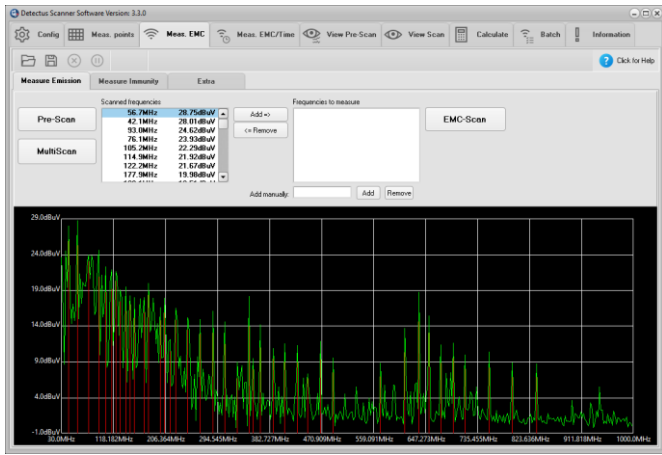 Detectus Scanner Software Version: 3.3.0
Config Meas. points Meas. EMC Meas. EMC/Time View Pre-Scan View Scan Calculate Batch Information
Click for Help
Measure Emission Measure Immunity Extra
Scanned frequencies Frequencies to measure
Pre-Scan
MultiScan
56.7MHz 28.75dBuV
42.1MHz 28.01dBuV
93.0MHz 24.62dBuV
76.1MHz 23.93dBuV
105.2MHz 22.29dBuV
114.9MHz 21.92dBuV
122.2MHz 21.67dBuV
177.9MHz 19.98dBuV
Add =>
<= Remove
EMC-Scan
Add manually: Add Remove
29.0dBuV
24.0dBuV
19.0dBuV
14.0dBuV
9.0dBuV
4.0dBuV
-1.0dBuV
30.0MHz 118.182MHz 206.364MHz 294.545MHz 382.727MHz 470.909MHz 559.091MHz 647.273MHz 735.455MHz 823.636MHz 911.818MHz 1000.0MHz